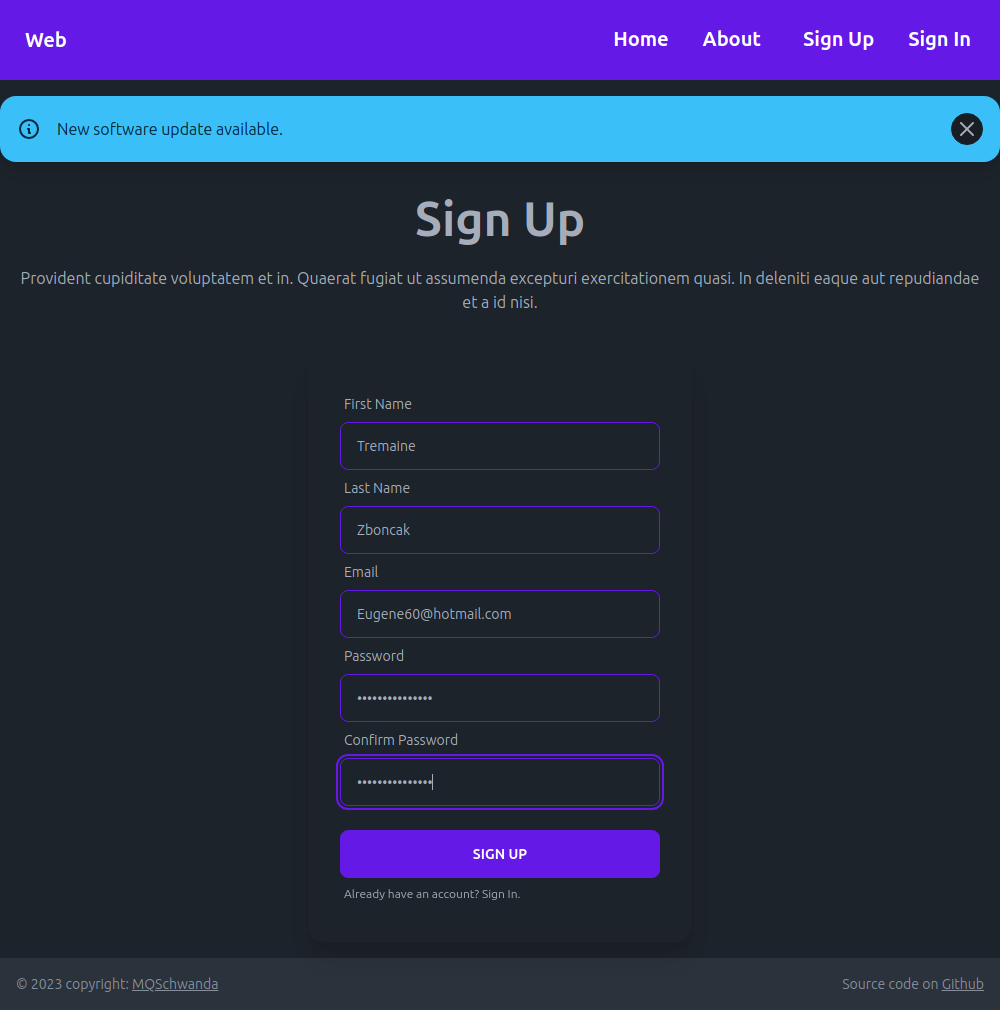 Web
Home About Sign Up Sign In
New software update available.
Sign Up
Provident cupiditate voluptatem et in. Quaerat fugiat ut assumenda excepturi exercitationem quasi. In deleniti eaque aut repudiandae
et a id nisi.
First Name
Tremaine
Last Name
Zboncak
Email
Eugene60@hotmail.com
Password
•••••••••••••••
Confirm Password
•••••••••••••••
SIGN UP
Already have an account? Sign In.
© 2023 copyright: MQSchwanda
Source code on Github